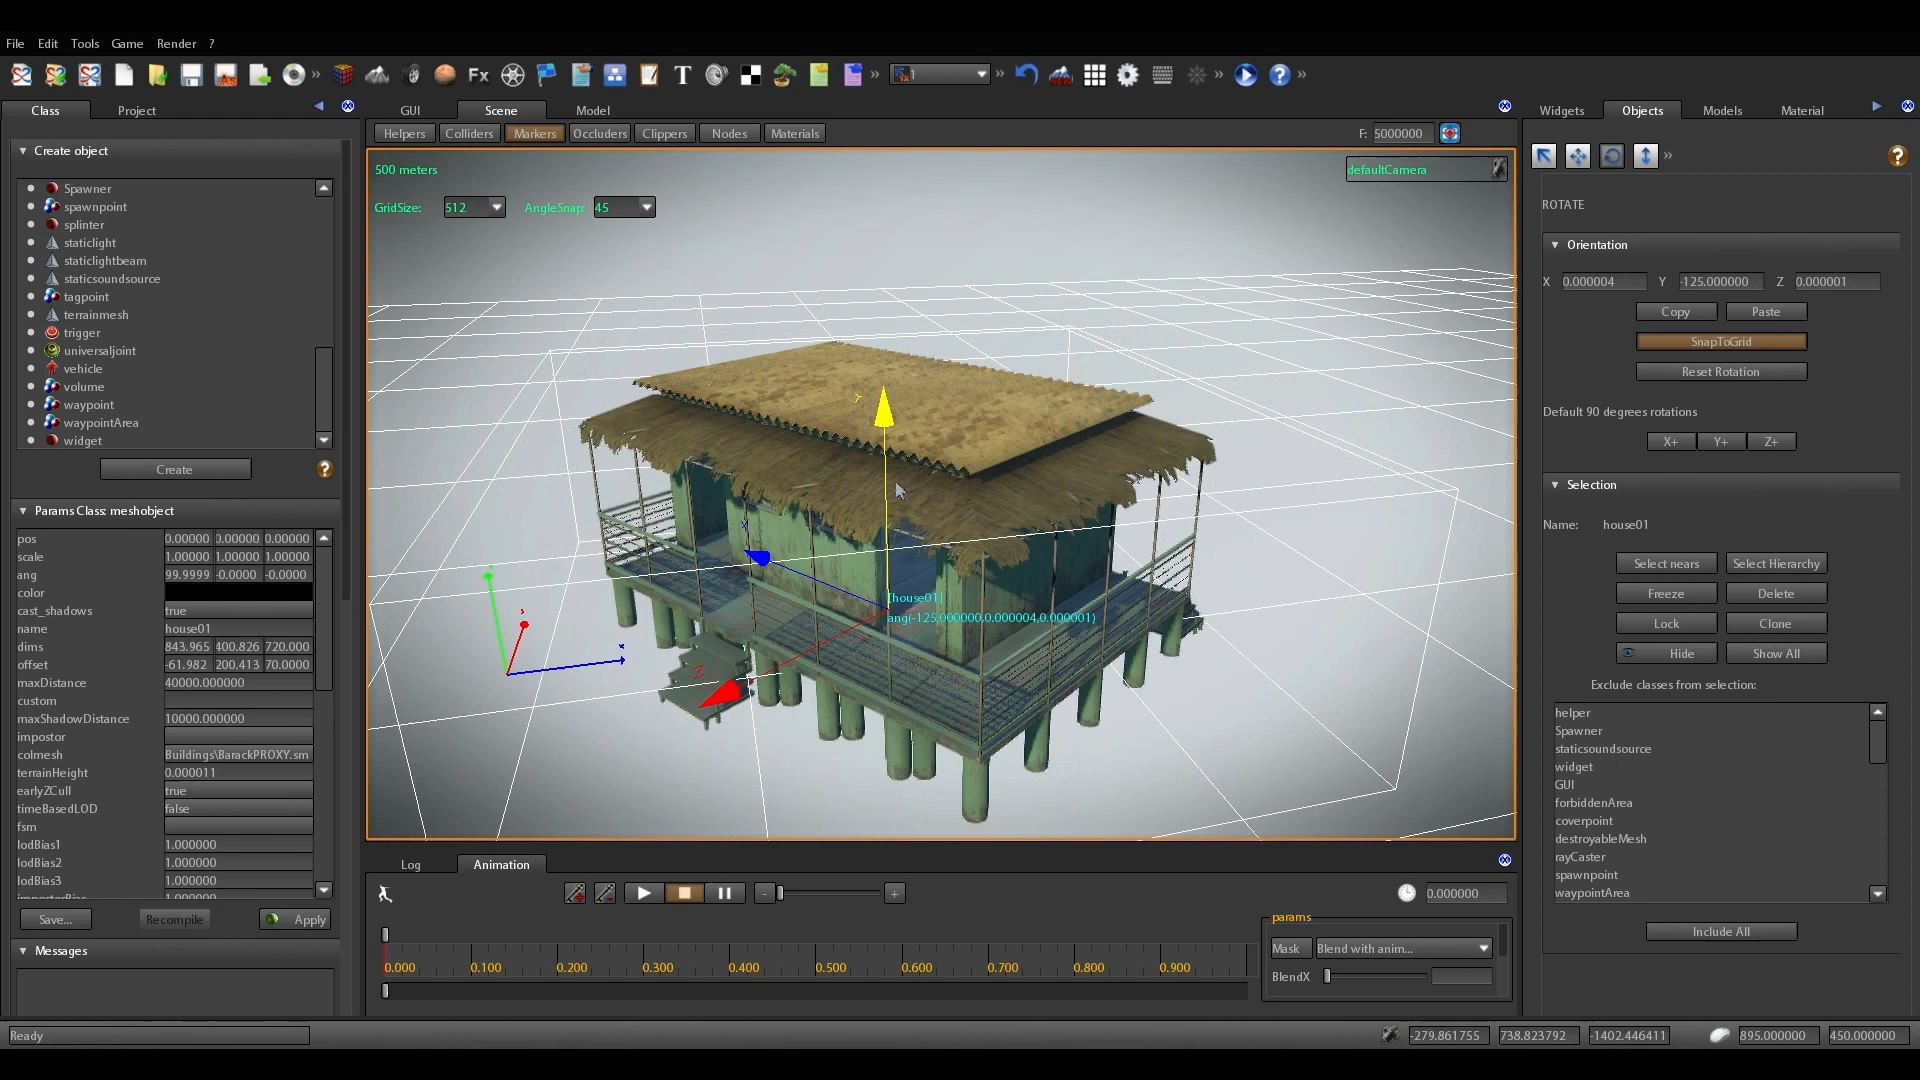 File Edit Tools Game Render ?
Fx T 1
Class Project
GUI Scene Model
Widgets Objects Models Material
Helpers Colliders Markers Occluders Clippers Nodes Materials F: 5000000
Create object
Spawner
spawnpoint
splinter
staticlight
staticlightbeam
staticsoundsource
tagpoint
terrainmesh
trigger
universaljoint
vehicle
volume
waypoint
waypointArea
widget
Create
Params Class: meshobject
pos 0.00000 0.00000 0.00000
scale 1.00000 1.00000 1.00000
ang 99.9999 -0.0000 -0.0000
color
cast_shadows true
name house01
dims 843.965 400.826 720.000
offset -61.982 200.413 70.0000
maxDistance 40000.000000
custom
maxShadowDistance 10000.000000
impostor
colmesh Buildings\BarackPROXY.sm
terrainHeight 0.000011
earlyZCull true
timeBasedLOD false
fsm
lodBias1 1.000000
lodBias2 1.000000
lodBias3 1.000000
Save... Recompile Apply
Messages
Ready
500 meters
defaultCamera
GridSize: 512 AngleSnap: 45
Y
X
Z
[house01]
ang(-125.000000,0.000004,0.000001)
Log Animation
- + 0.000000
0.000 0.100 0.200 0.300 0.400 0.500 0.600 0.700 0.800 0.900
params
Mask Blend with anim...
BlendX
ROTATE
Orientation
X 0.000004 Y -125.000000 Z 0.000001
Copy Paste
SnapToGrid
Reset Rotation
Default 90 degrees rotations
X+ Y+ Z+
Selection
Name: house01
Select nears Select Hierarchy
Freeze Delete
Lock Clone
Hide Show All
Exclude classes from selection:
helper
Spawner
staticsoundsource
widget
GUI
forbiddenArea
coverpoint
destroyableMesh
rayCaster
spawnpoint
waypointArea
Include All
-279.861755 738.823792 -1402.446411 895.000000 450.000000